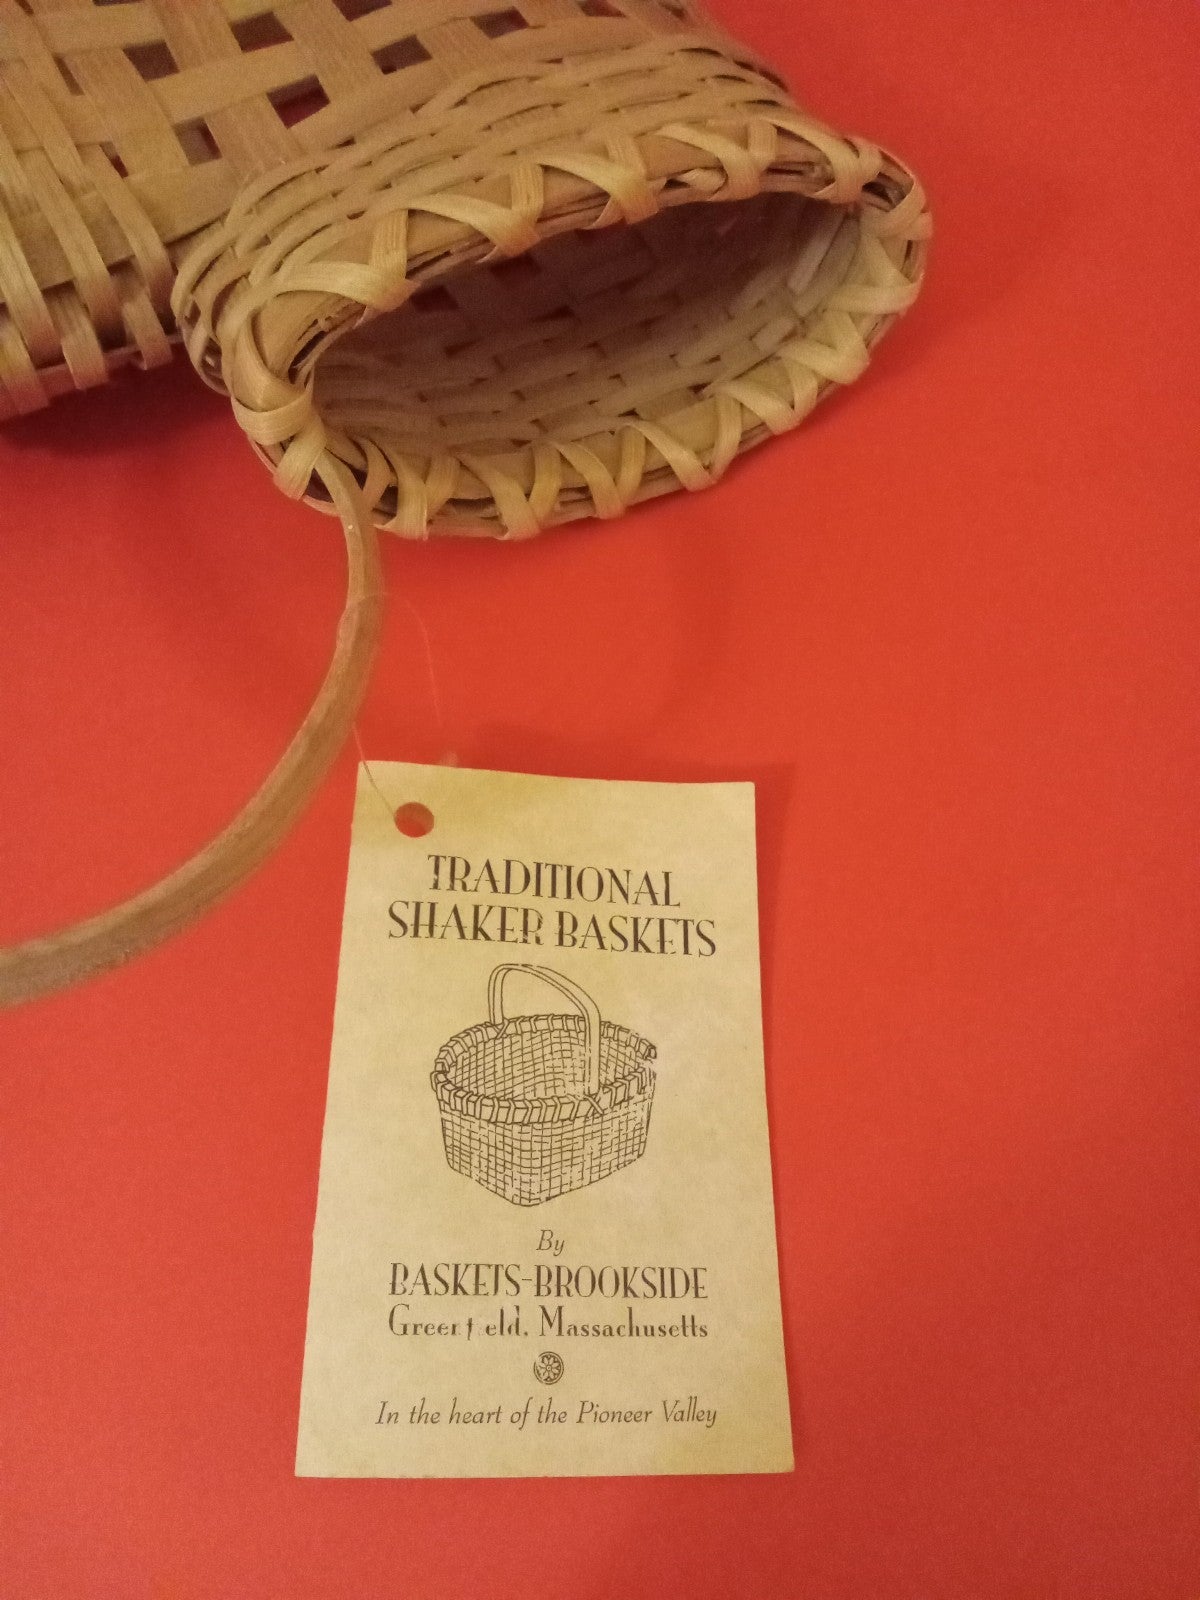 TRADITIONAL
SHAKER BASKETS
By
BASKETS-BROOKSIDE
Greenfield, Massachusetts
In the heart of the Pioneer Valley